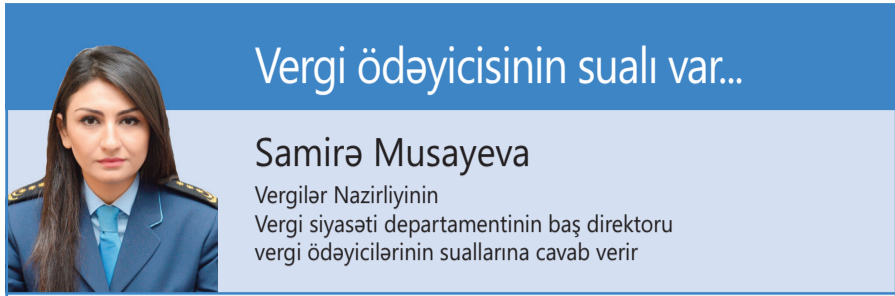 Vergi ödəyicisinin sualı var...
Samirə Musayeva
Vergilər Nazirliyinin
Vergi siyasəti departamentinin baş direktoru
vergi ödəyicilərinin suallarına cavab verir